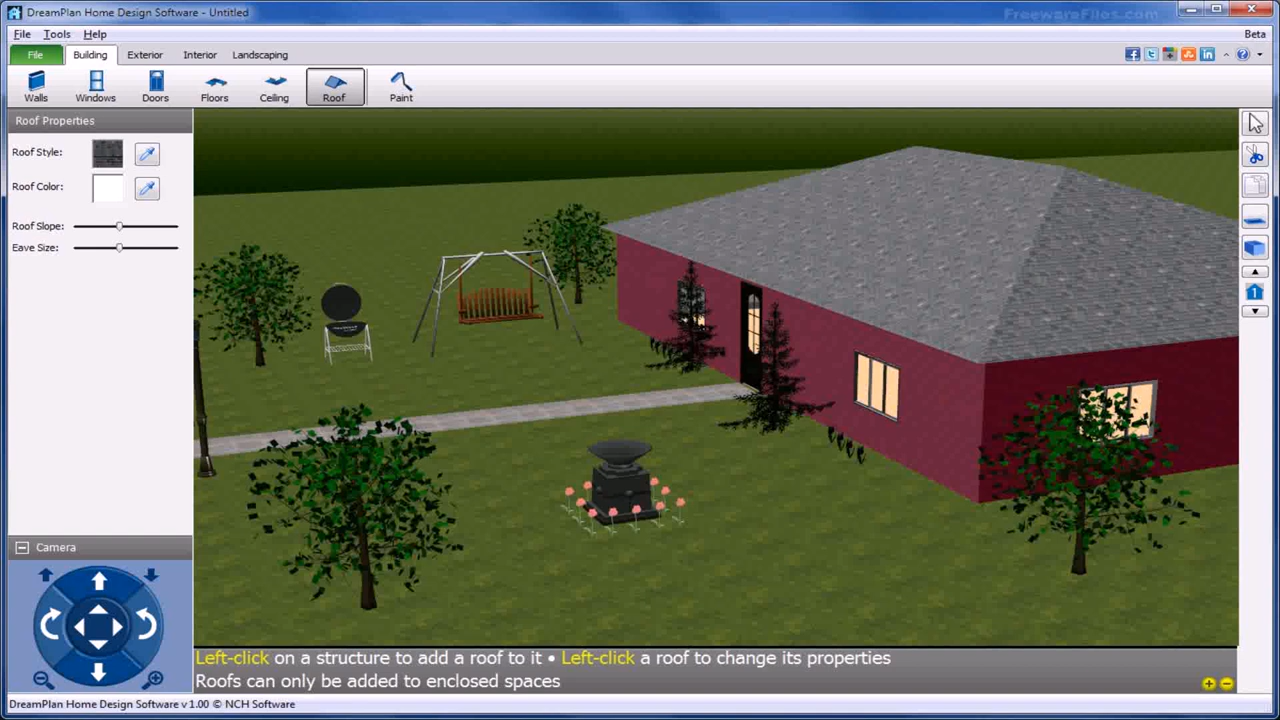 DreamPlan Home Design Software - Untitled
FreewareFiles.com
File Tools Help
Beta
File Building Exterior Interior Landscaping
Walls Windows Doors Floors Ceiling Roof Paint
Roof Properties
Roof Style:
Roof Color:
Roof Slope:
Eave Size:
1
Camera
Left-click on a structure to add a roof to it • Left-click a roof to change its properties
Roofs can only be added to enclosed spaces
DreamPlan Home Design Software v 1.00 © NCH Software